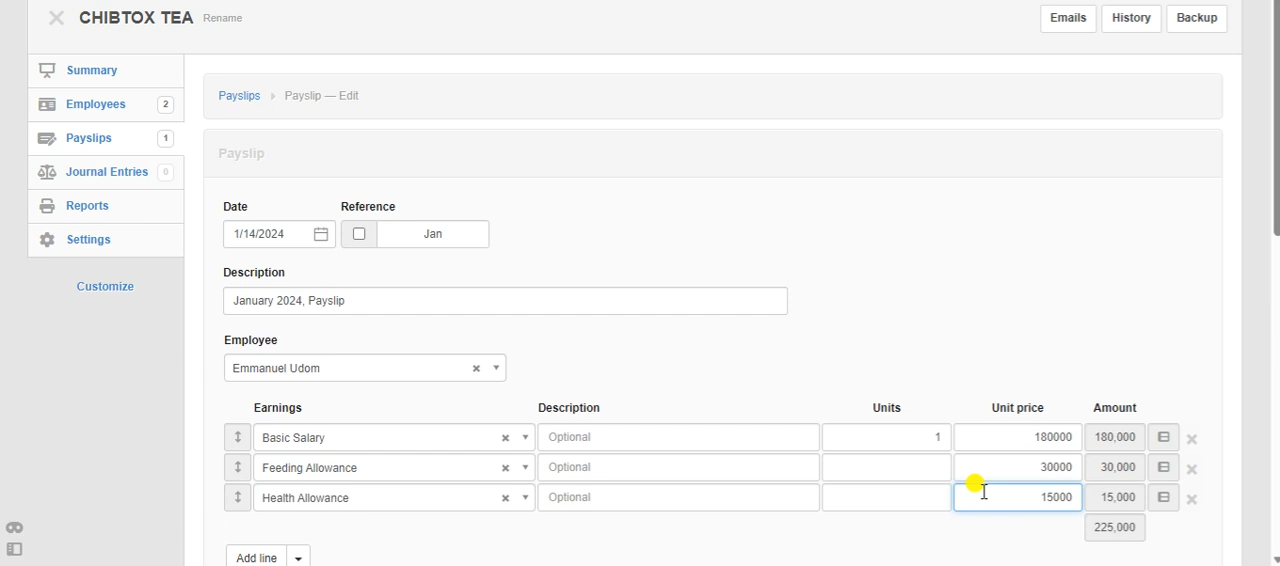 CHIBTOX TEA Rename
Emails History Backup
Summary
Employees 2
Payslips 1
Journal Entries 0
Reports
Settings
Customize
Payslips Payslip — Edit
Payslip
Date Reference
1/14/2024 Jan
Description
January 2024, Payslip
Employee
Emmanuel Udom
Earnings Description Units Unit price Amount
Basic Salary Optional 1 180000 180,000
Feeding Allowance Optional 30000 30,000
Health Allowance Optional 15000 15,000
225,000
Add line